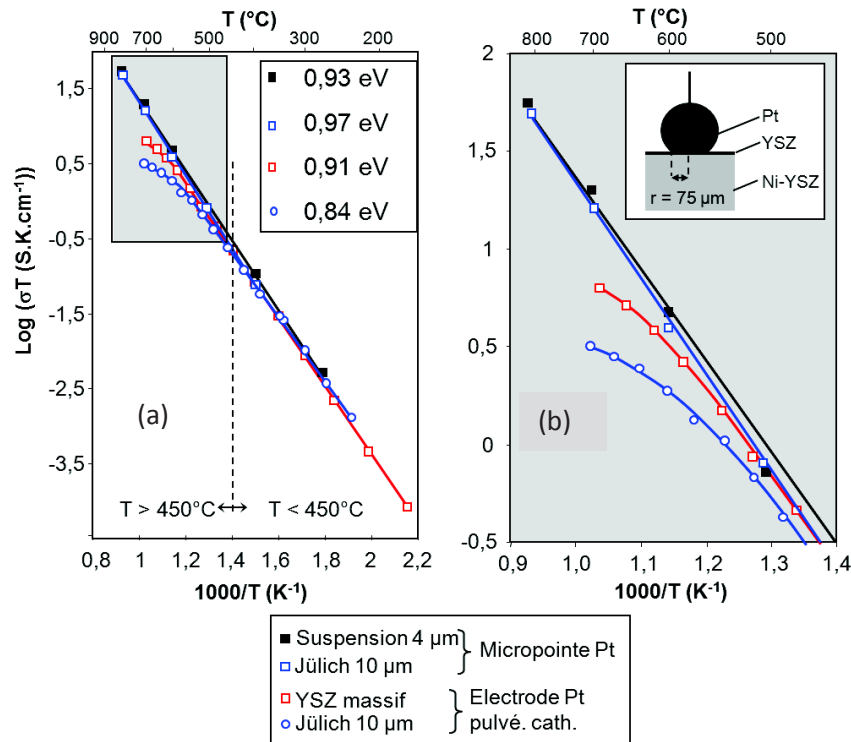 T (°C)
900 700 500 300 200
1,5
0,5
-0,5
-1,5
-2,5
-3,5
Log (σT (S.K.cm⁻¹))
0,93 eV
0,97 eV
0,91 eV
0,84 eV
(a)
T > 450°C
T < 450°C
0,8 1 1,2 1,4 1,6 1,8 2 2,2
1000/T (K⁻¹)
T (°C)
800 700 600 500
2
1,5
1
0,5
0
-0,5
Pt
YSZ
Ni-YSZ
r = 75 µm
(b)
0,9 1,0 1,1 1,2 1,3 1,4
1000/T (K⁻¹)
Suspension 4 µm
Jülich 10 µm
Micropointe Pt
YSZ massif
Jülich 10 µm
Electrode Pt
pulvé. cath.